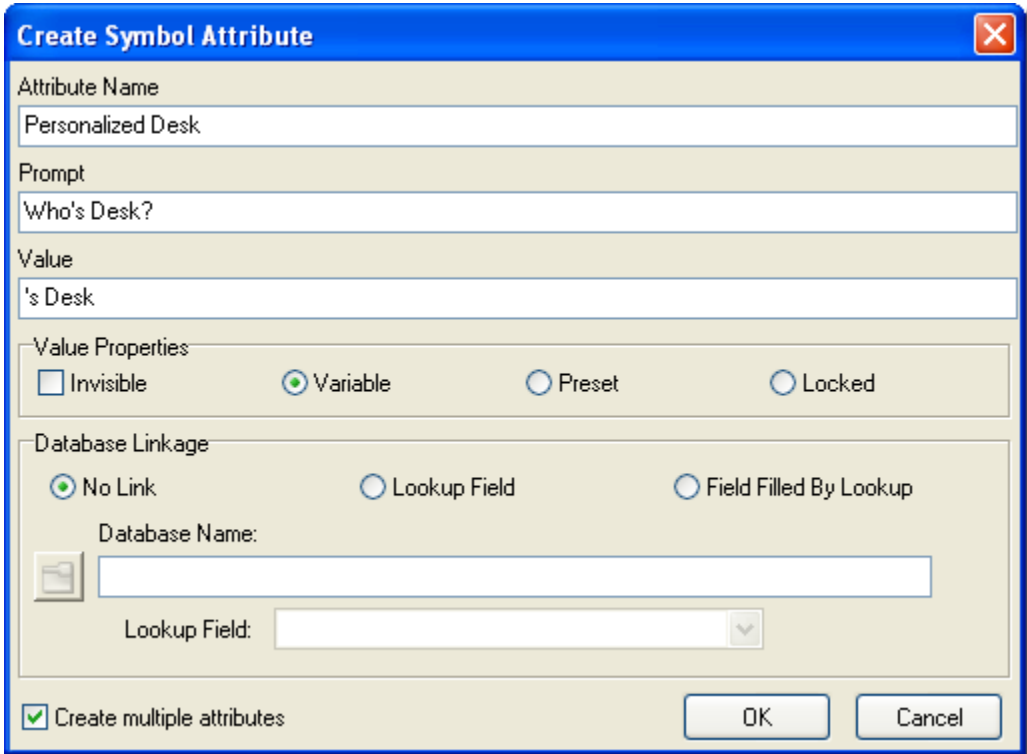 Create Symbol Attribute
Attribute Name
Personalized Desk
Prompt
Who's Desk?
Value
's Desk
Value Properties
Invisible Variable Preset Locked
Database Linkage
No Link Lookup Field Field Filled By Lookup
Database Name:
Lookup Field:
Create multiple attributes OK Cancel